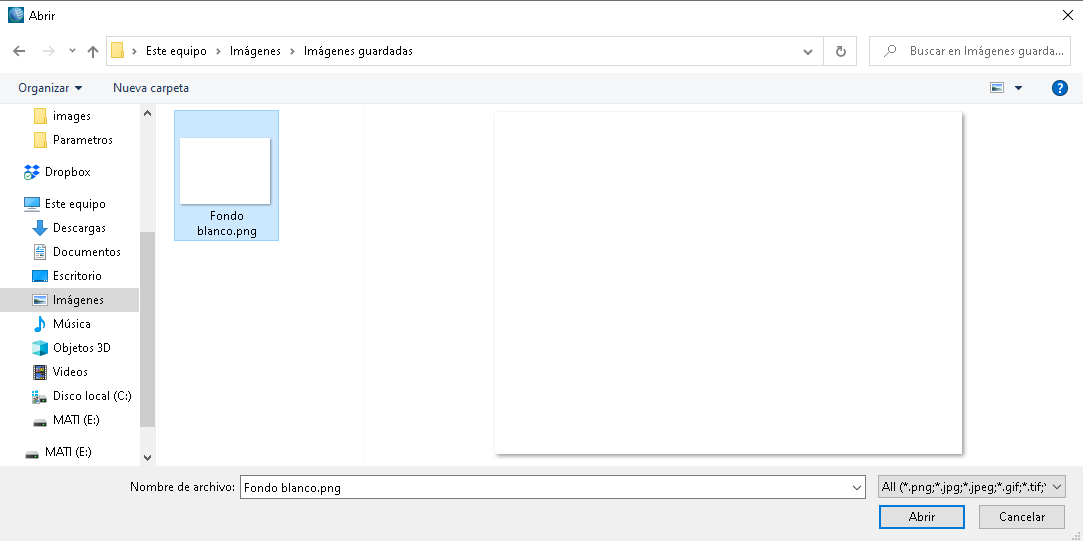 Abrir
Este equipo
Imágenes
Imágenes guardadas
Buscar en Imágenes guarda...
Organizar
Nueva carpeta
?
images
Parametros
Dropbox
Este equipo
Descargas
Documentos
Escritorio
Imágenes
Música
Objetos 3D
Videos
Disco local (C:)
MATI (E:)
MATI (E:)
Fondo
blanco.png
Nombre de archivo:
Fondo blanco.png
All (*.png;*.jpg;*.jpeg;*.gif;*.tif;
Abrir
Cancelar